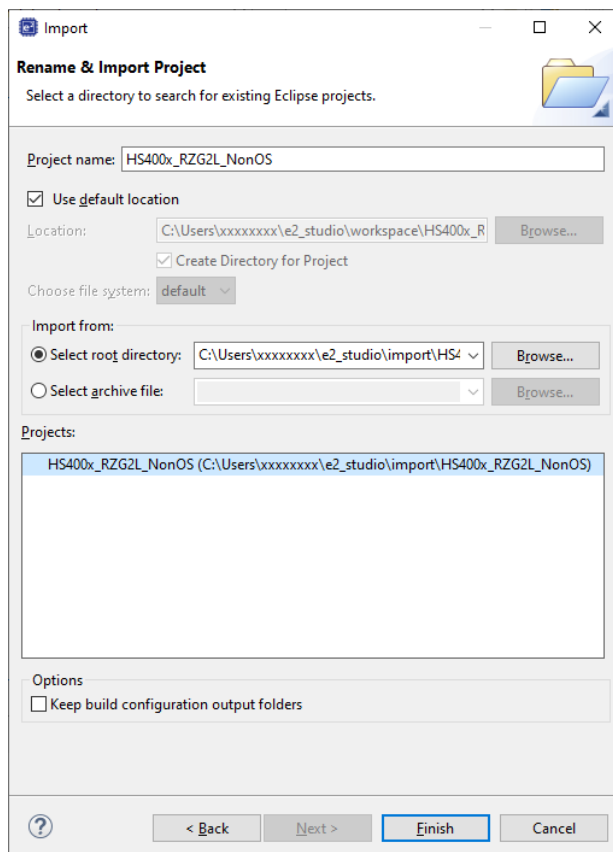 Import
Rename & Import Project
Select a directory to search for existing Eclipse projects.
Project name: HS400x_RZG2L_NonOS
Use default location
Location: C:\Users\xxxxxxxx\e2_studio\workspace\HS400x_R Browse...
Create Directory for Project
Choose file system: default
Import from:
Select root directory: C:\Users\xxxxxxxx\e2_studio\import\HS4 Browse...
Select archive file: Browse...
Projects:
HS400x_RZG2L_NonOS (C:\Users\xxxxxxxx\e2_studio\import\HS400x_RZG2L_NonOS)
Options
Keep build configuration output folders
? < Back Next > Finish Cancel